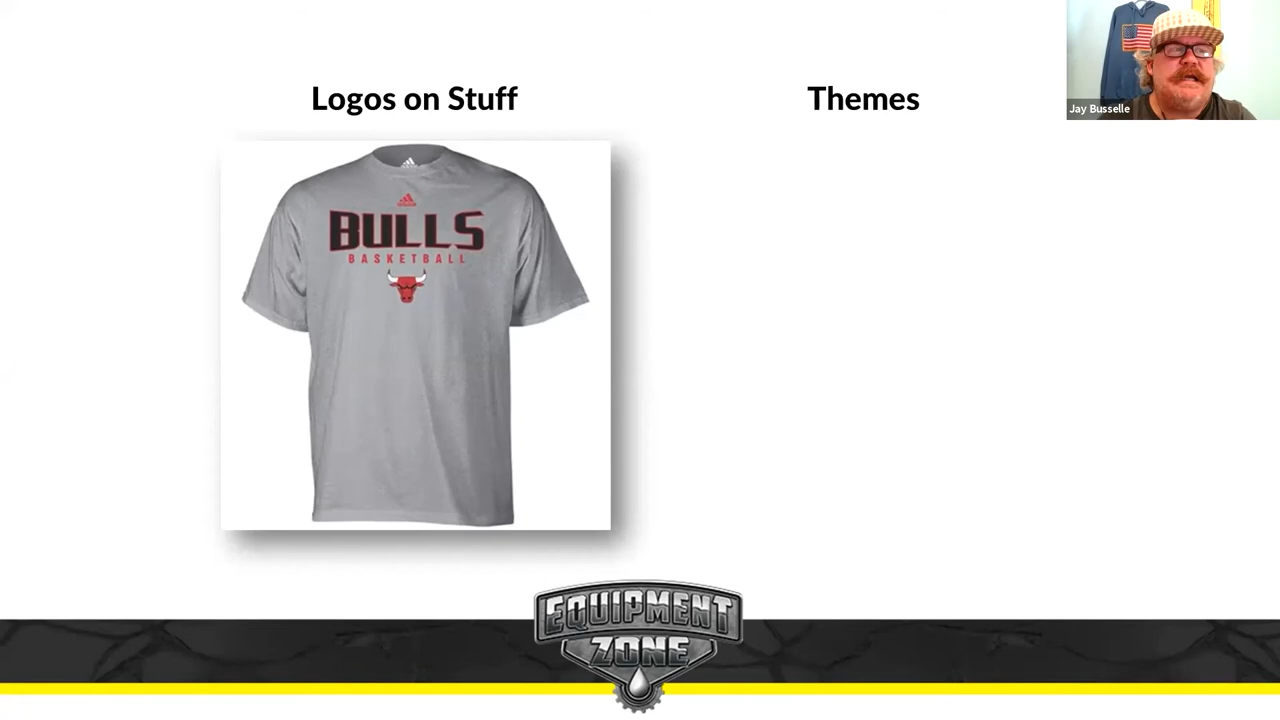 Logos on Stuff
Themes
Jay Busselle
BULLS
BASKETBALL
EQUIPMENT
ZONE